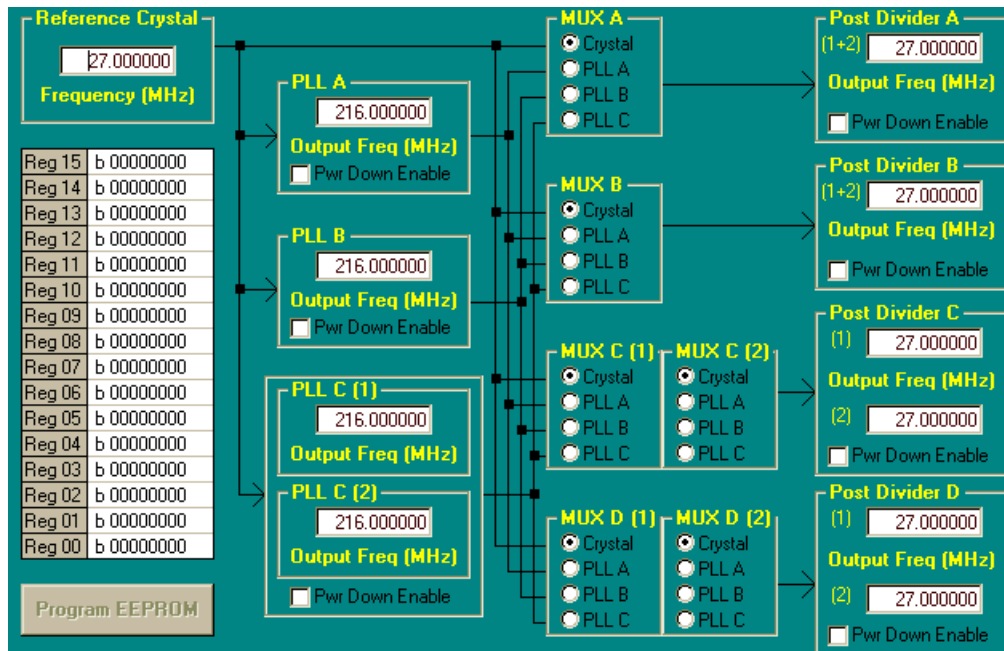 Reference Crystal
27.000000
Frequency (MHz)
Reg 15 b 00000000
Reg 14 b 00000000
Reg 13 b 00000000
Reg 12 b 00000000
Reg 11 b 00000000
Reg 10 b 00000000
Reg 09 b 00000000
Reg 08 b 00000000
Reg 07 b 00000000
Reg 06 b 00000000
Reg 05 b 00000000
Reg 04 b 00000000
Reg 03 b 00000000
Reg 02 b 00000000
Reg 01 b 00000000
Reg 00 b 00000000
Program EEPROM
PLL A
216.000000
Output Freq (MHz)
Pwr Down Enable
PLL B
216.000000
Output Freq (MHz)
Pwr Down Enable
PLL C (1)
216.000000
Output Freq (MHz)
PLL C (2)
216.000000
Output Freq (MHz)
Pwr Down Enable
MUX A
Crystal
PLL A
PLL B
PLL C
MUX B
Crystal
PLL A
PLL B
PLL C
MUX C (1)
Crystal
PLL A
PLL B
PLL C
MUX C (2)
Crystal
PLL A
PLL B
PLL C
MUX D (1)
Crystal
PLL A
PLL B
PLL C
MUX D (2)
Crystal
PLL A
PLL B
PLL C
Post Divider A
(1+2) 27.000000
Output Freq (MHz)
Pwr Down Enable
Post Divider B
(1+2) 27.000000
Output Freq (MHz)
Pwr Down Enable
Post Divider C
(1) 27.000000
Output Freq (MHz)
(2) 27.000000
Pwr Down Enable
Post Divider D
(1) 27.000000
Output Freq (MHz)
(2) 27.000000
Pwr Down Enable